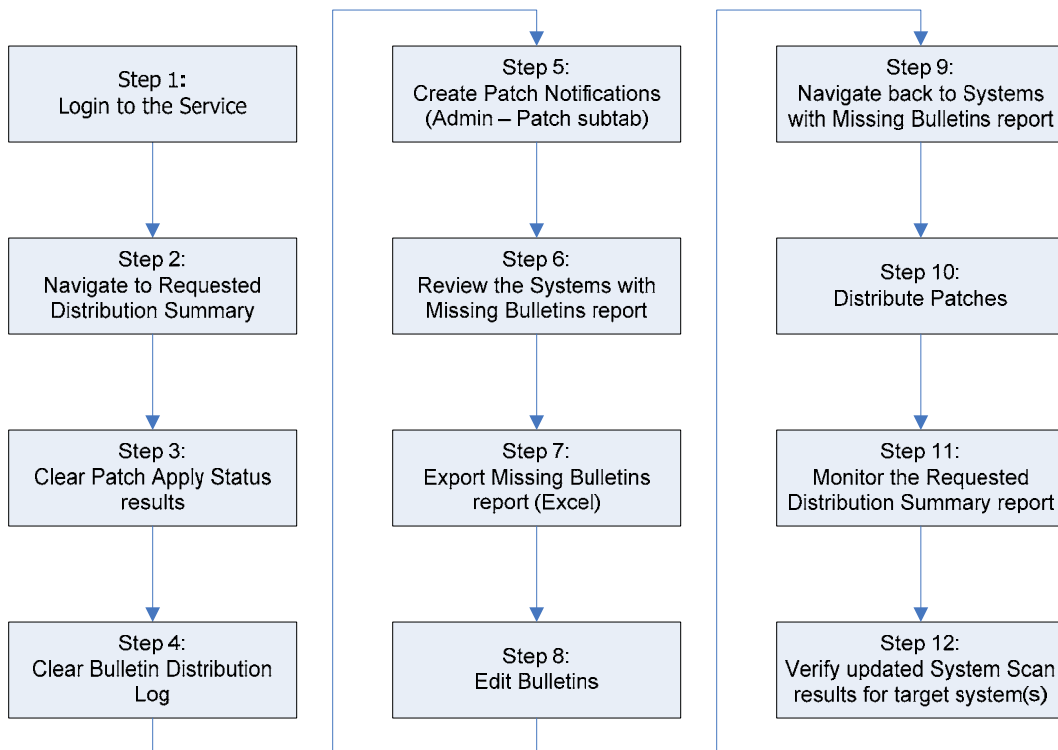 Step 1:
Login to the Service
Step 2:
Navigate to Requested
Distribution Summary
Step 3:
Clear Patch Apply Status
results
Step 4:
Clear Bulletin Distribution
Log
Step 5:
Create Patch Notifications
(Admin – Patch subtab)
Step 6:
Review the Systems with
Missing Bulletins report
Step 7:
Export Missing Bulletins
report (Excel)
Step 8:
Edit Bulletins
Step 9:
Navigate back to Systems
with Missing Bulletins report
Step 10:
Distribute Patches
Step 11:
Monitor the Requested
Distribution Summary report
Step 12:
Verify updated System Scan
results for target system(s)